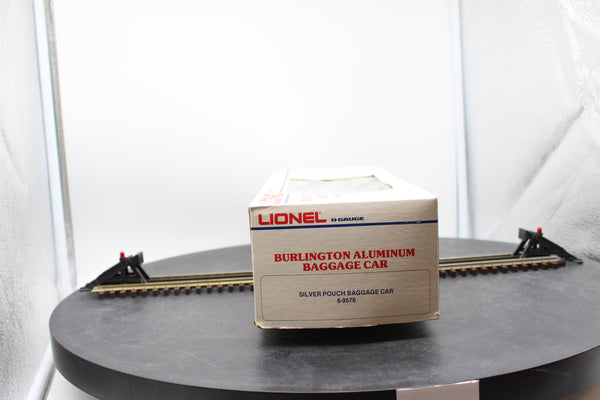 LIONEL O GAUGE
BURLINGTON ALUMINUM
BAGGAGE CAR
SILVER POUCH BAGGAGE CAR
6-9576